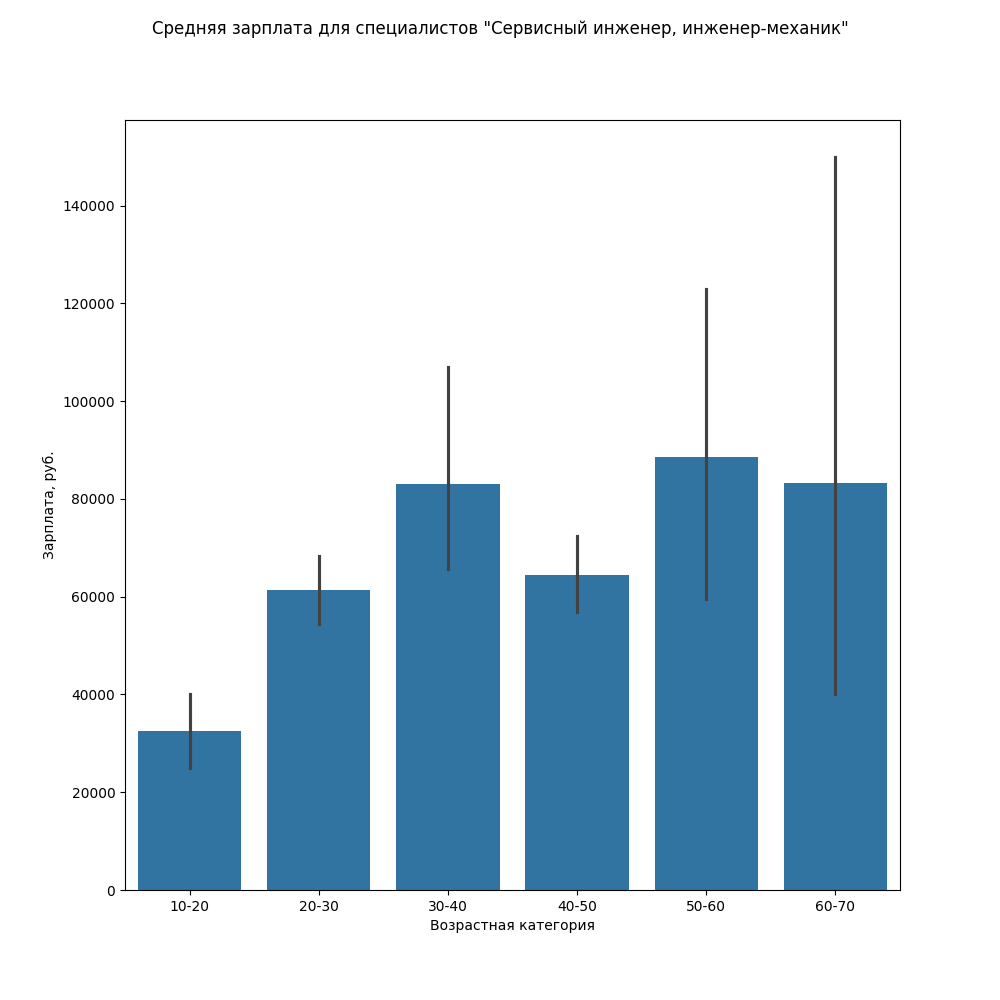 Средняя зарплата для специалистов "Сервисный инженер, инженер-механик"
140000
120000
100000
80000
60000
40000
20000
0
Зарплата, руб.
10-20 20-30 30-40 40-50 50-60 60-70
Возрастная категория